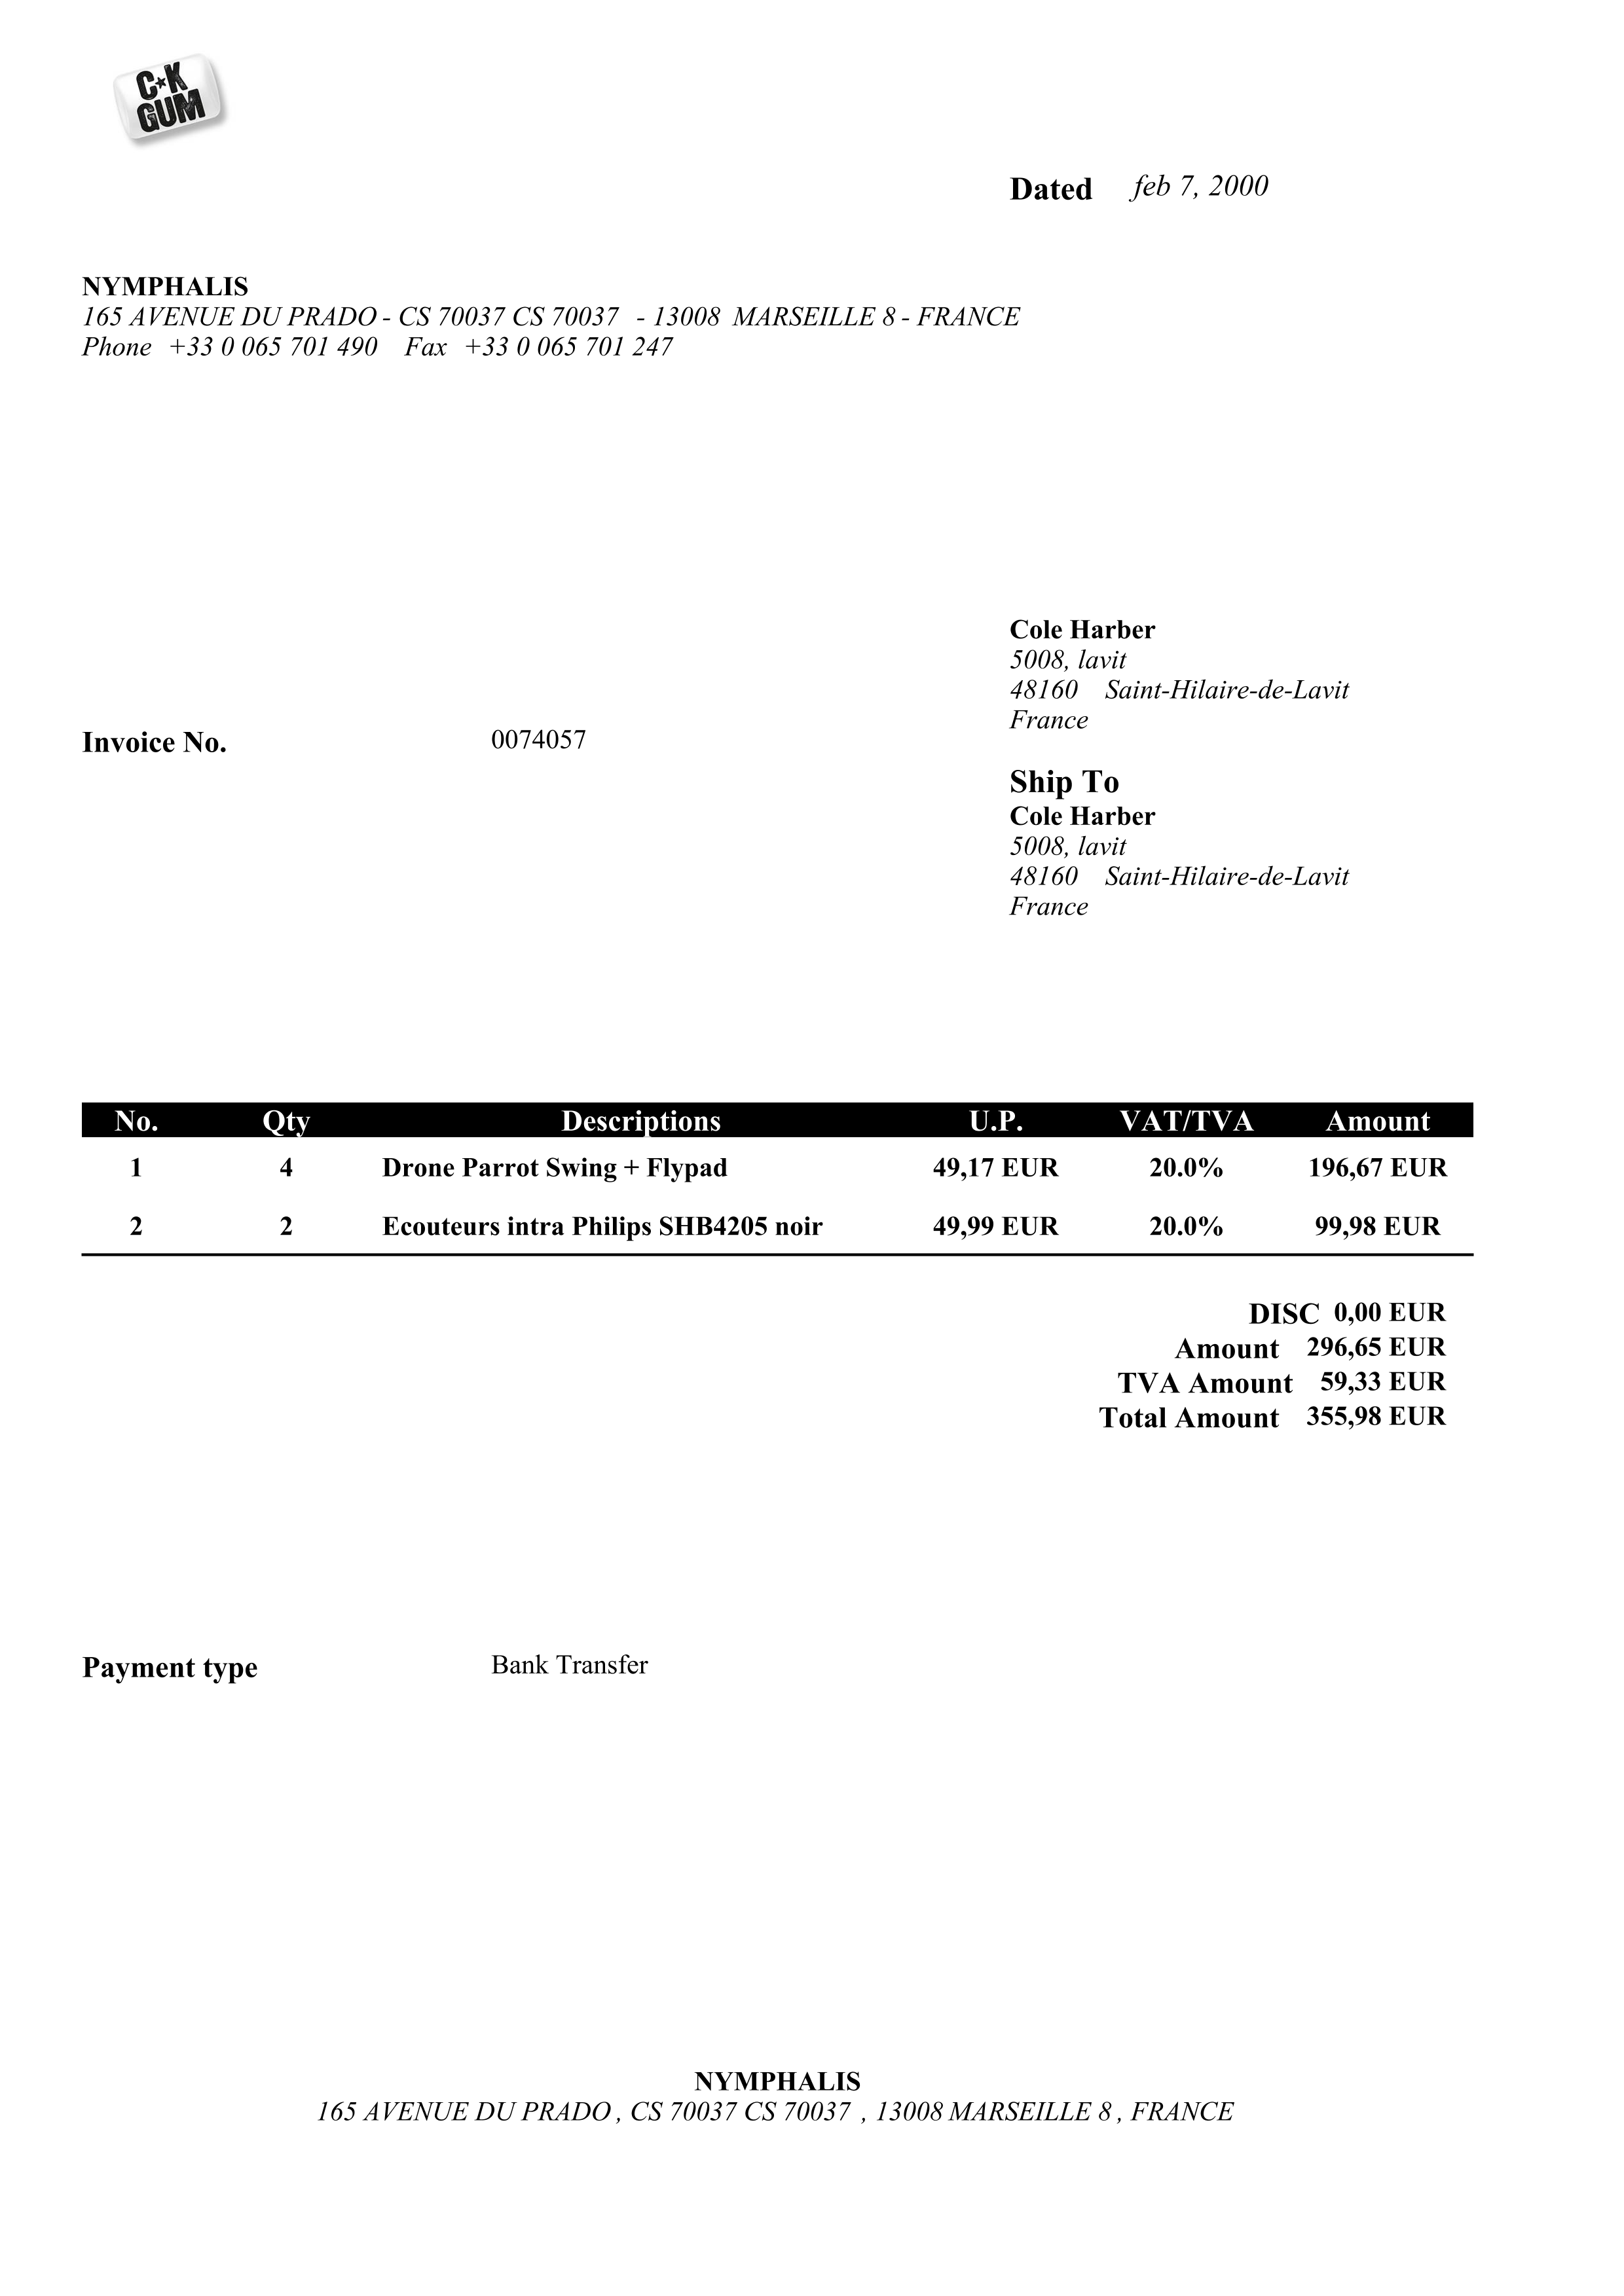 C★K
GUM
Dated feb 7, 2000
NYMPHALIS
165 AVENUE DU PRADO - CS 70037 CS 70037 - 13008 MARSEILLE 8 - FRANCE
Phone +33 0 065 701 490 Fax +33 0 065 701 247
Cole Harber
5008, lavit
48160 Saint-Hilaire-de-Lavit
France
Invoice No. 0074057
Ship To
Cole Harber
5008, lavit
48160 Saint-Hilaire-de-Lavit
France
No. Qty Descriptions U.P. VAT/TVA Amount
1 4 Drone Parrot Swing + Flypad 49,17 EUR 20.0% 196,67 EUR
2 2 Ecouteurs intra Philips SHB4205 noir 49,99 EUR 20.0% 99,98 EUR
DISC 0,00 EUR
Amount 296,65 EUR
TVA Amount 59,33 EUR
Total Amount 355,98 EUR
Payment type Bank Transfer
NYMPHALIS
165 AVENUE DU PRADO , CS 70037 CS 70037 , 13008 MARSEILLE 8 , FRANCE